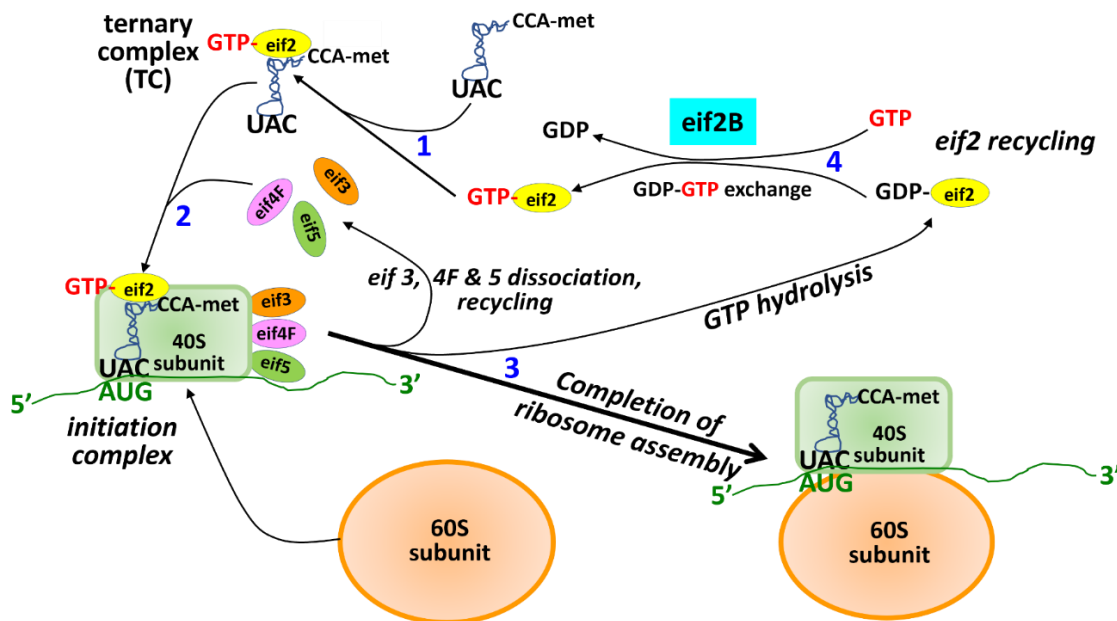 ternary
complex
(TC)
GTP-
eif2
CCA-met
UAC
CCA-met
UAC
1
GDP
eif2B
GTP
eif2 recycling
4
GDP-GTP exchange
GTP-
eif2
GDP-
eif2
2
eif4F
eif3
eif5
eif 3, 4F & 5 dissociation,
recycling
GTP hydrolysis
GTP-
eif2
CCA-met
40S
subunit
UAC
AUG
eif3
eif4F
eif5
5’
3’
initiation
complex
3
Completion of
ribosome assembly
60S
subunit
CCA-met
40S
subunit
UAC
AUG
5’
3’
60S
subunit